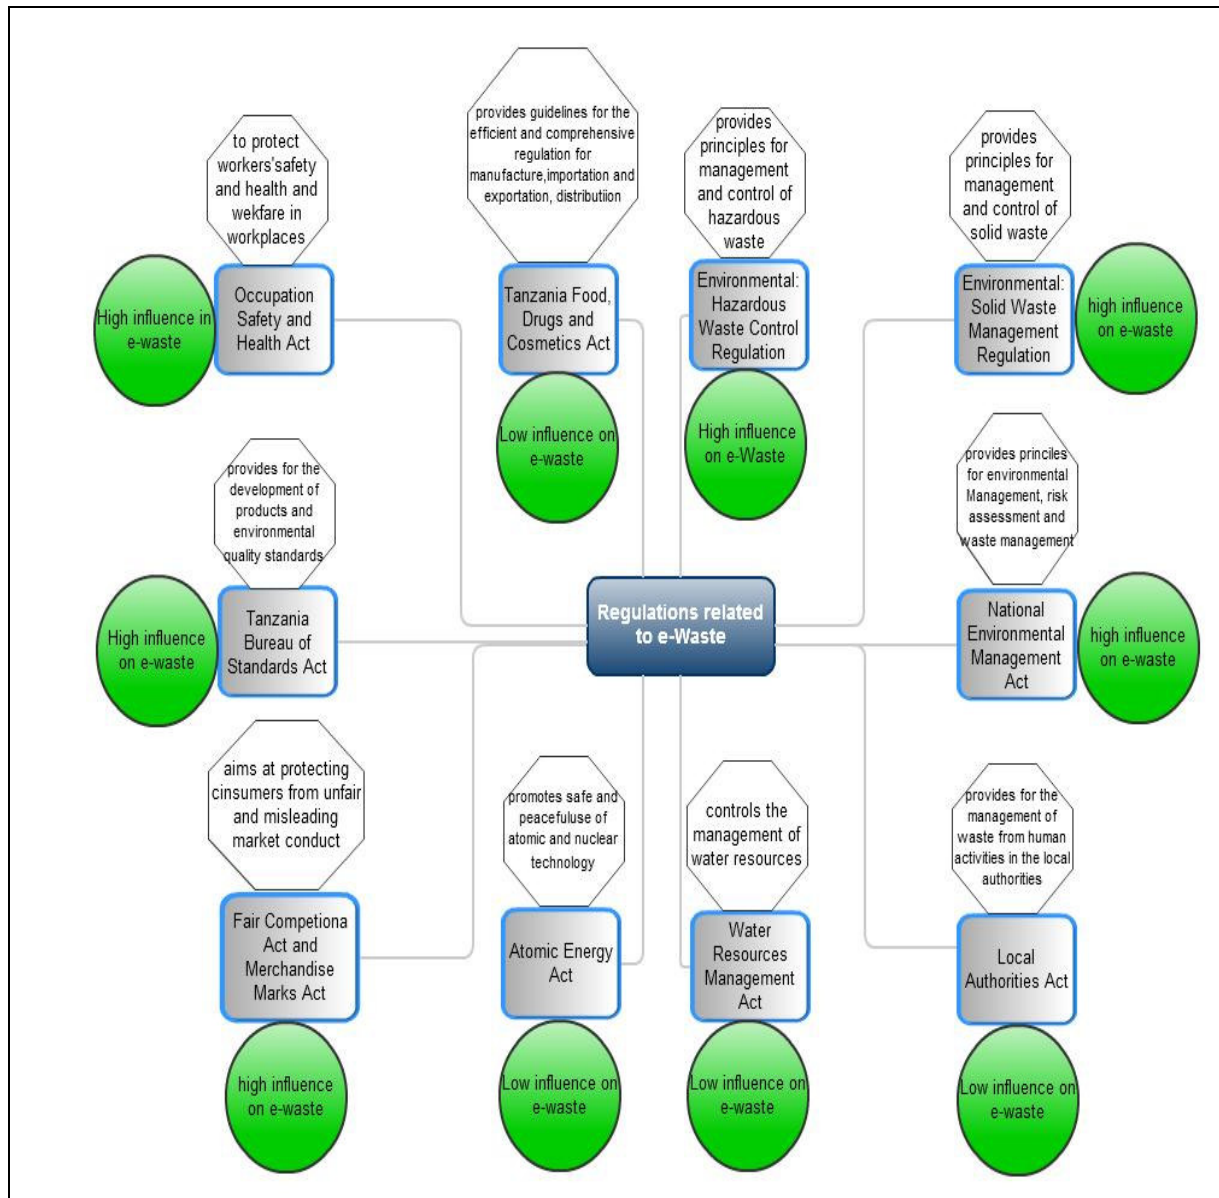 provides guidelines for the
efficient and comprehensive
regulation for
manufacture,importation and
exportation, distributiion
to protect
workers'safety
and health and
wekfare in
workplaces
provides
principles for
management
and control of
hazardous
waste
provides
principles for
management
and control of
solid waste
High influence in
e-waste
Occupation
Safety and
Health Act
Tanzania Food,
Drugs and
Cosmetics Act
Environmental:
Hazardous
Waste Control
Regulation
Environmental:
Solid Waste
Management
Regulation
high influence
on e-waste
Low influence on
e-waste
High influence
on e-Waste
provides for the
development of
products and
environmental
quality standards
provides princiles
for environmental
Management, risk
assessment and
waste management
High influence
on e-waste
Tanzania
Bureau of
Standards Act
Regulations related
to e-Waste
National
Environmental
Management
Act
high influence
on e-waste
aims at protecting
cinsumers from unfair
and misleading
market conduct
promotes safe and
peacefuluse of
atomic and nuclear
technology
controls the
management of
water resources
provides for the
management of
waste from human
activities in the local
authorities
Fair Competiona
Act and
Merchandise
Marks Act
Atomic Energy
Act
Water
Resources
Management
Act
Local
Authorities Act
high influence
on e-waste
Low influence on
e-waste
Low influence on
e-waste
Low influence on
e-waste